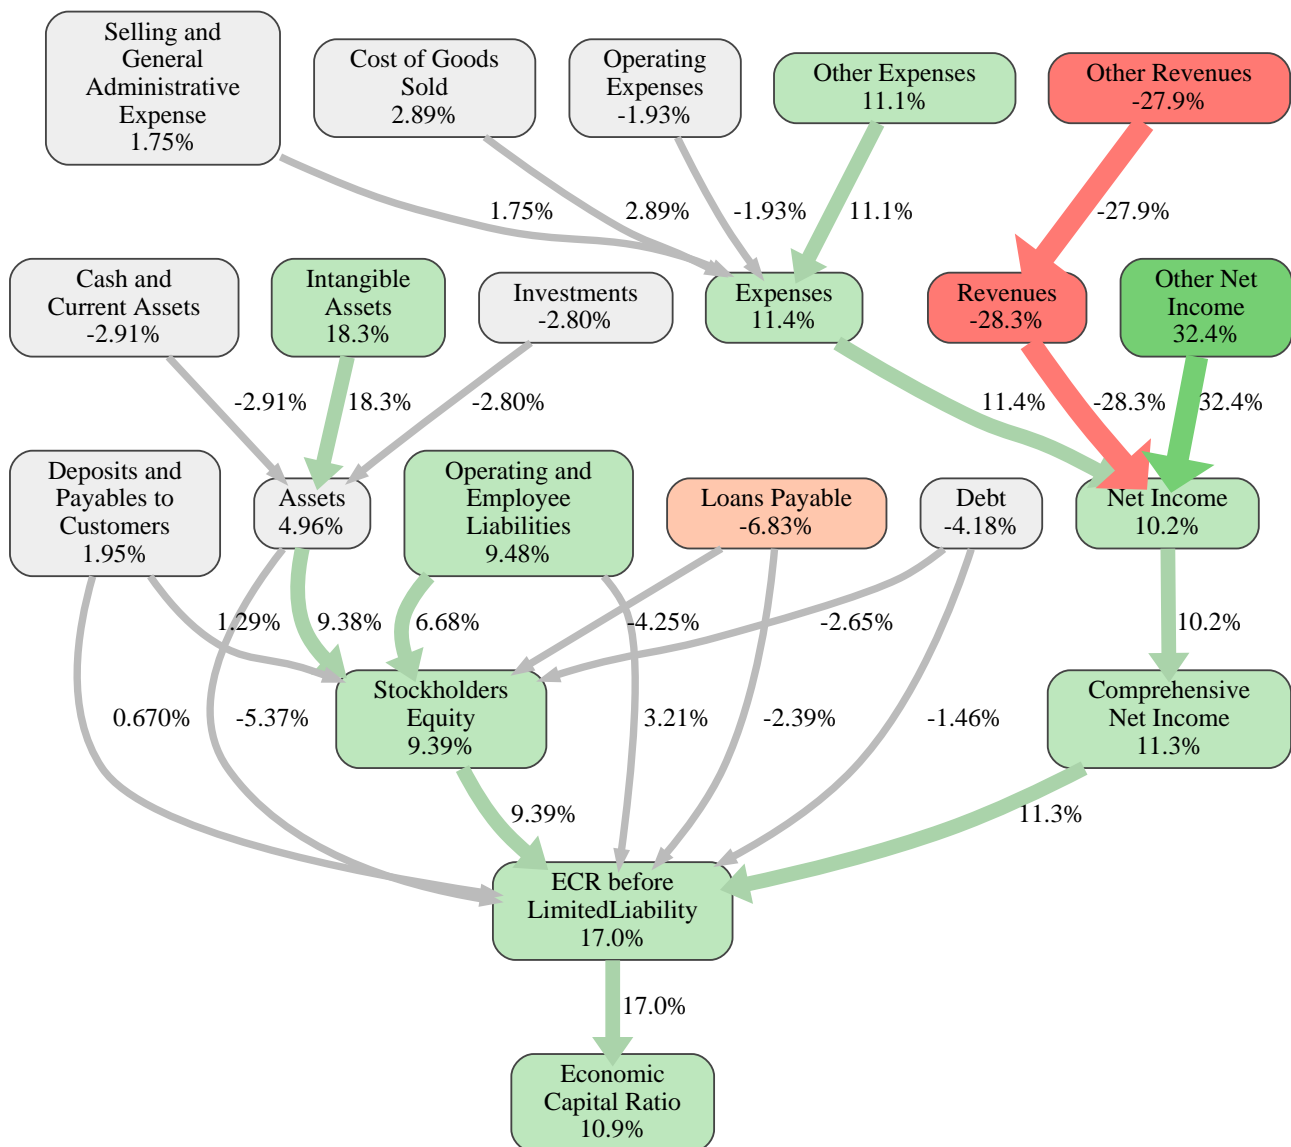 Selling and
General
Administrative
Expense
1.75%
Cost of Goods
Sold
2.89%
Operating
Expenses
-1.93%
Other Expenses
11.1%
Other Revenues
-27.9%
1.75%
2.89%
-1.93%
11.1%
-27.9%
Cash and
Current Assets
-2.91%
Intangible
Assets
18.3%
Investments
-2.80%
Expenses
11.4%
Revenues
-28.3%
Other Net
Income
32.4%
-2.91%
18.3%
-2.80%
11.4%
-28.3%
32.4%
Deposits and
Payables to
Customers
1.95%
Assets
4.96%
Operating and
Employee
Liabilities
9.48%
Loans Payable
-6.83%
Debt
-4.18%
Net Income
10.2%
1.29%
9.38%
6.68%
-4.25%
-2.65%
10.2%
Stockholders
Equity
9.39%
Comprehensive
Net Income
11.3%
0.670%
-5.37%
3.21%
-2.39%
-1.46%
9.39%
11.3%
ECR before
LimitedLiability
17.0%
17.0%
Economic
Capital Ratio
10.9%